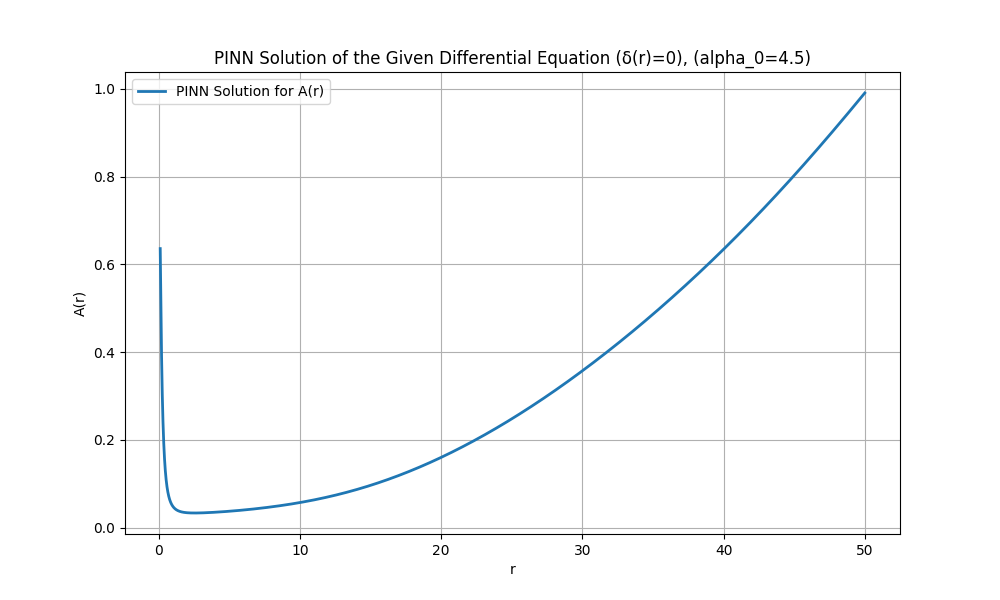 PINN Solution of the Given Differential Equation (δ(r)=0), (alpha_0=4.5)
PINN Solution for A(r)
A(r)
1.0
0.8
0.6
0.4
0.2
0.0
0 10 20 30 40 50
r